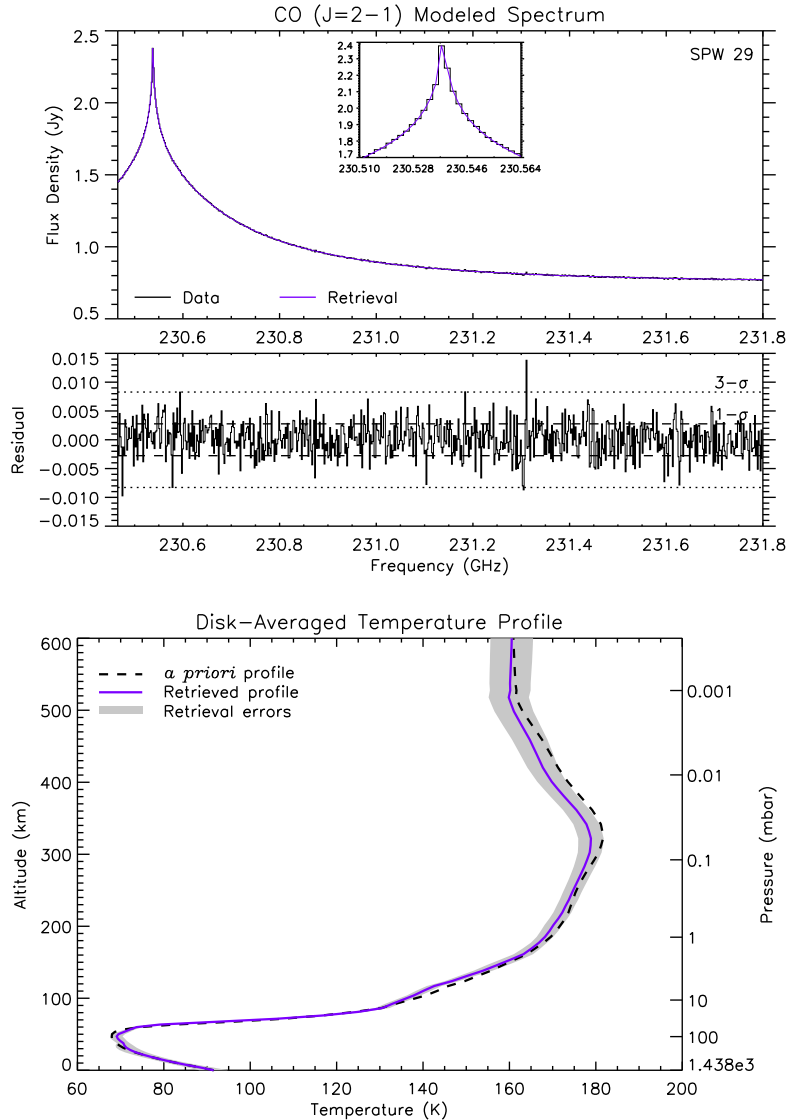 CO (J=2−1) Modeled Spectrum
SPW 29
Flux Density (Jy)
2.5
2.0
1.5
1.0
0.5
2.4
2.3
2.2
2.1
2.0
1.9
1.8
1.7
230.510 230.528 230.546 230.564
Data
Retrieval
230.6 230.8 231.0 231.2 231.4 231.6 231.8
Residual
0.015
0.010
0.005
0.000
−0.005
−0.010
−0.015
3−σ
1−σ
230.6 230.8 231.0 231.2 231.4 231.6 231.8
Frequency (GHz)
Disk−Averaged Temperature Profile
a priori profile
Retrieved profile
Retrieval errors
Altitude (km)
600
500
400
300
200
100
0
Pressure (mbar)
0.001
0.01
0.1
1
10
100
1.438e3
60 80 100 120 140 160 180 200
Temperature (K)